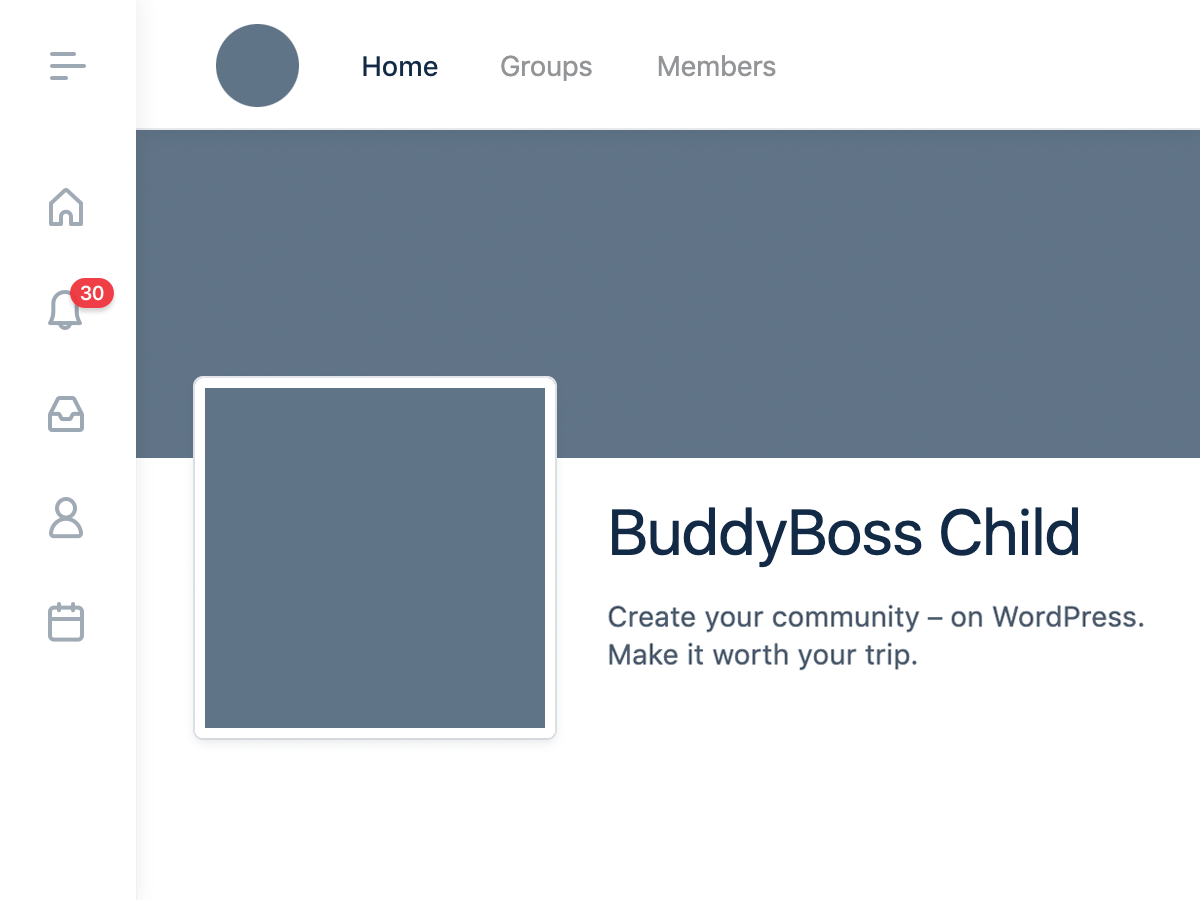 Home
Groups
Members
30
BuddyBoss Child
Create your community – on WordPress.
Make it worth your trip.